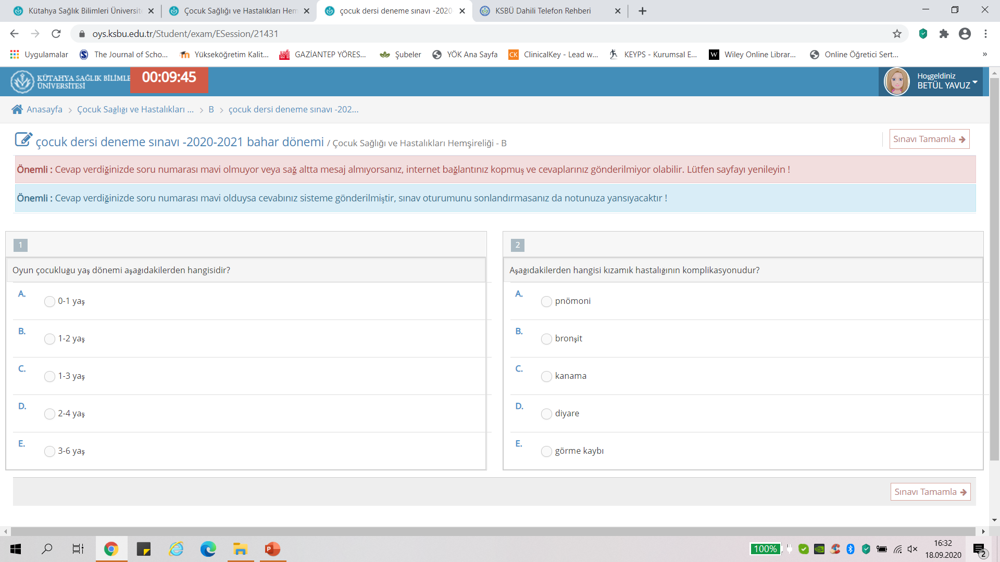 Kütahya Sağlık Bilimleri Üniversite
Çocuk Sağlığı ve Hastalıkları Hem
çocuk dersi deneme sınavı -2020
KSBÜ Dahili Telefon Rehberi
oys.ksbu.edu.tr/Student/exam/ESession/21431
Uygulamalar
The Journal of Scho...
Yükseköğretim Kalit...
GAZİANTEP YÖRES...
Şubeler
YÖK Ana Sayfa
CK
ClinicalKey - Lead w...
KEYPS - Kurumsal E...
W
Wiley Online Librar...
Online Öğretici Sert...
»
KÜTAHYA SAĞLIK BİLİMLE
ÜNİVERSİTESİ
00:09:45
Hoşgeldiniz
BETÜL YAVUZ
Anasayfa > Çocuk Sağlığı ve Hastalıkları ... > B > çocuk dersi deneme sınavı -202...
çocuk dersi deneme sınavı -2020-2021 bahar dönemi / Çocuk Sağlığı ve Hastalıkları Hemşireliği - B
Sınavı Tamamla
Önemli : Cevap verdiğinizde soru numarası mavi olmuyor veya sağ altta mesaj almıyorsanız, internet bağlantınız kopmuş ve cevaplarınız gönderilmiyor olabilir. Lütfen sayfayı yenileyin !
Önemli : Cevap verdiğinizde soru numarası mavi olduysa cevabınız sisteme gönderilmiştir, sınav oturumunu sonlandırmasanız da notunuza yansıyacaktır !
1
Oyun çocukluğu yaş dönemi aşağıdakilerden hangisidir?
A. 0-1 yaş
B. 1-2 yaş
C. 1-3 yaş
D. 2-4 yaş
E. 3-6 yaş
2
Aşağıdakilerden hangisi kızamık hastalığının komplikasyonudur?
A. pnömoni
B. bronşit
C. kanama
D. diyare
E. görme kaybı
Sınavı Tamamla
100%
16:32
18.09.2020
2